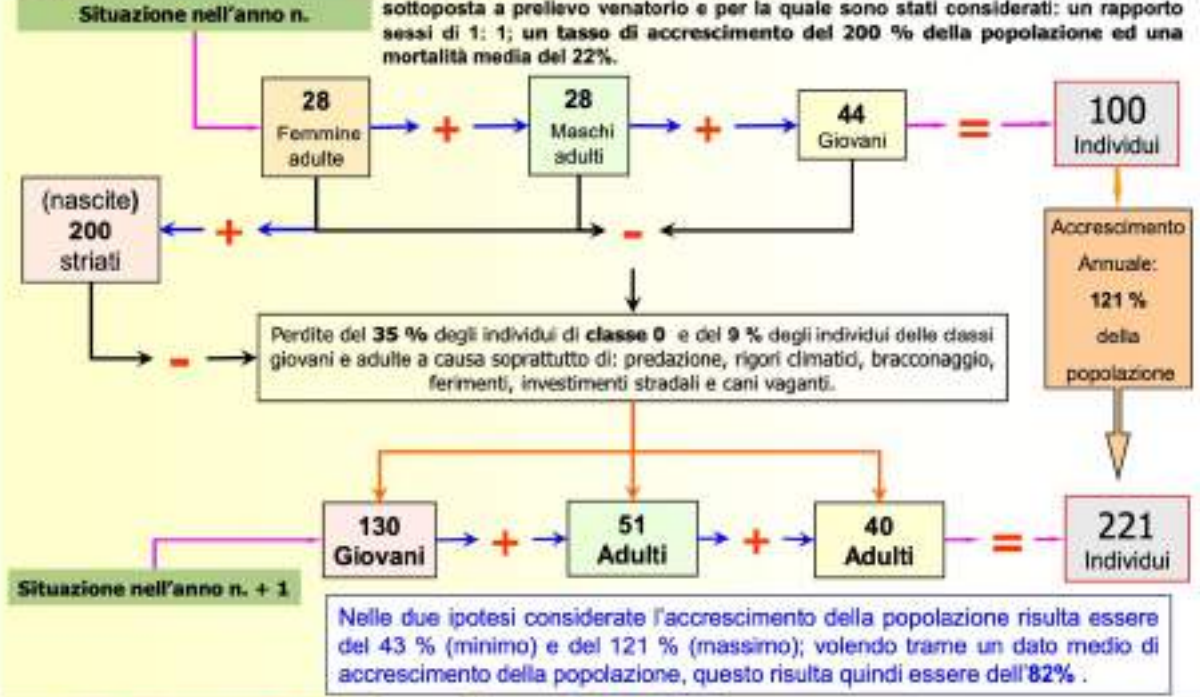 Situazione nell'anno n.
sottoposta a prelievo venatorio e per la quale sono stati considerati: un rapporto
sessi di 1: 1; un tasso di accrescimento del 200 % della popolazione ed una
mortalità media del 22%.
28
Femmine
adulte
+
28
Maschi
adulti
+
44
Giovani
=
100
Individui
(nascite)
200
striati
+
-
Accrescimento
Annuale:
121 %
della
popolazione
-
Perdite del 35 % degli individui di classe 0 e del 9 % degli individui delle classi
giovani e adulte a causa soprattutto di: predazione, rigori climatici, bracconaggio,
ferimenti, investimenti stradali e cani vaganti.
130
Giovani
+
51
Adulti
+
40
Adulti
=
221
Individui
Situazione nell'anno n. + 1
Nelle due ipotesi considerate l'accrescimento della popolazione risulta essere
del 43 % (minimo) e del 121 % (massimo); volendo trarne un dato medio di
accrescimento della popolazione, questo risulta quindi essere dell'82% .